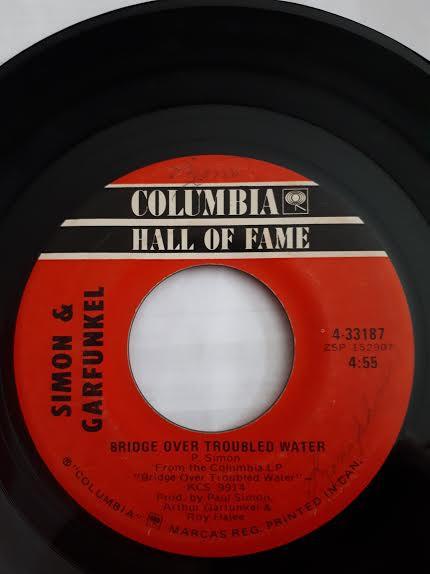 COLUMBIA
HALL OF FAME
SIMON &
GARFUNKEL
4-33187
ZSP 152907
4:55
BRIDGE OVER TROUBLED WATER
P. Simon
From the Columbia LP
"Bridge Over Troubled Water"
KCS 9914
Prod. by Paul Simon,
Arthur Garfunkel &
Roy Halee
℗"COLUMBIA" MARCAS REG. PRINTED IN CAN.